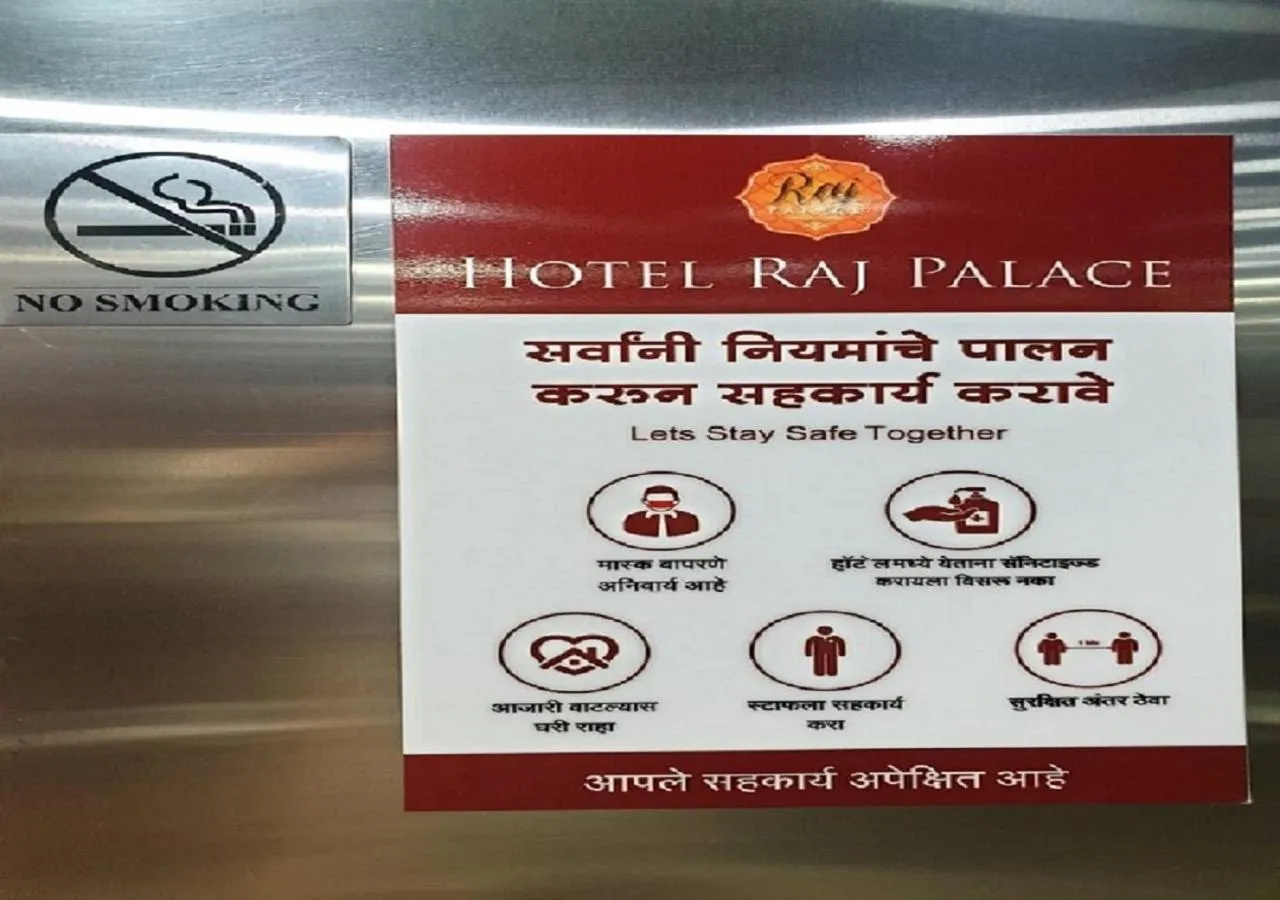 NO SMOKING
Raj
PALACE
HOTEL RAJ PALACE
सर्वांनी नियमांचे पालन
करून सहकार्य करावे
Lets Stay Safe Together
मास्क वापरणे
अनिवार्य आहे
हॉटेलमध्ये येताना सॅनिटाइज्ड
करायला विसरू नका
आजारी वाटल्यास
घरी राहा
स्टाफला सहकार्य
करा
सुरक्षित अंतर ठेवा
आपले सहकार्य अपेक्षित आहे